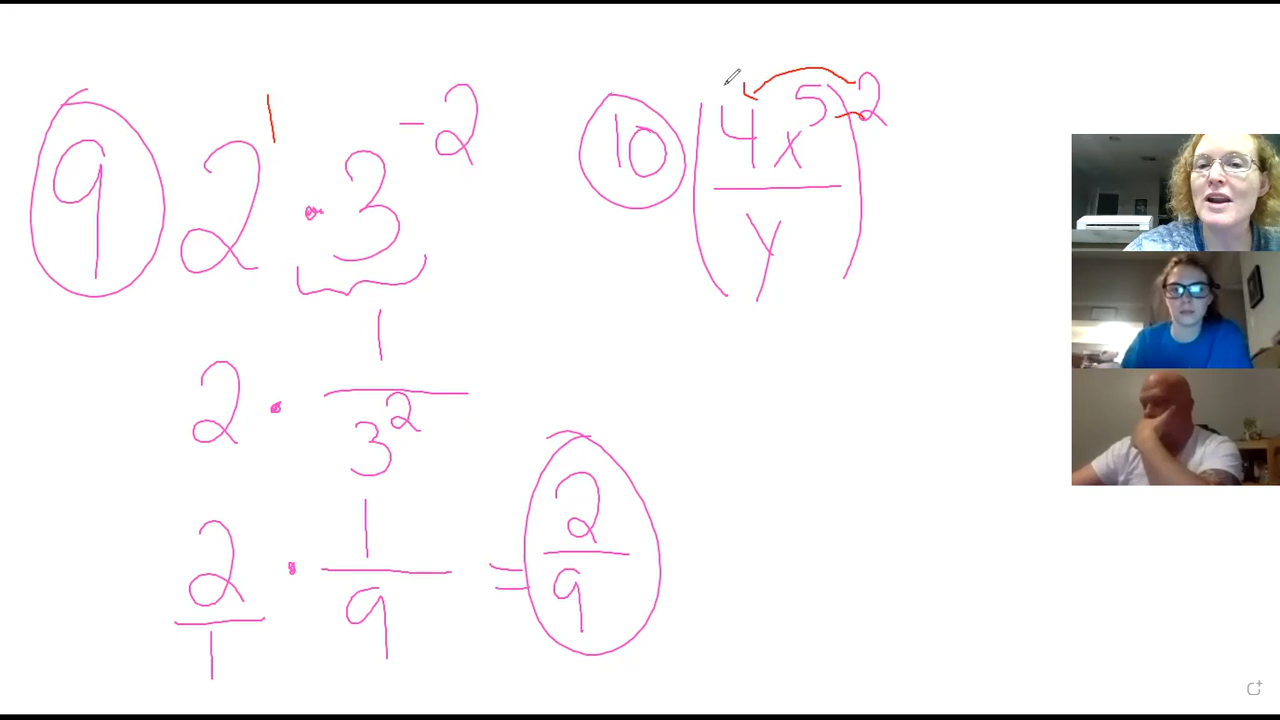 9 2¹ · 3⁻²
2 · 1/3²
2/1 · 1/9 = 2/9
10 (4x⁵/y)²